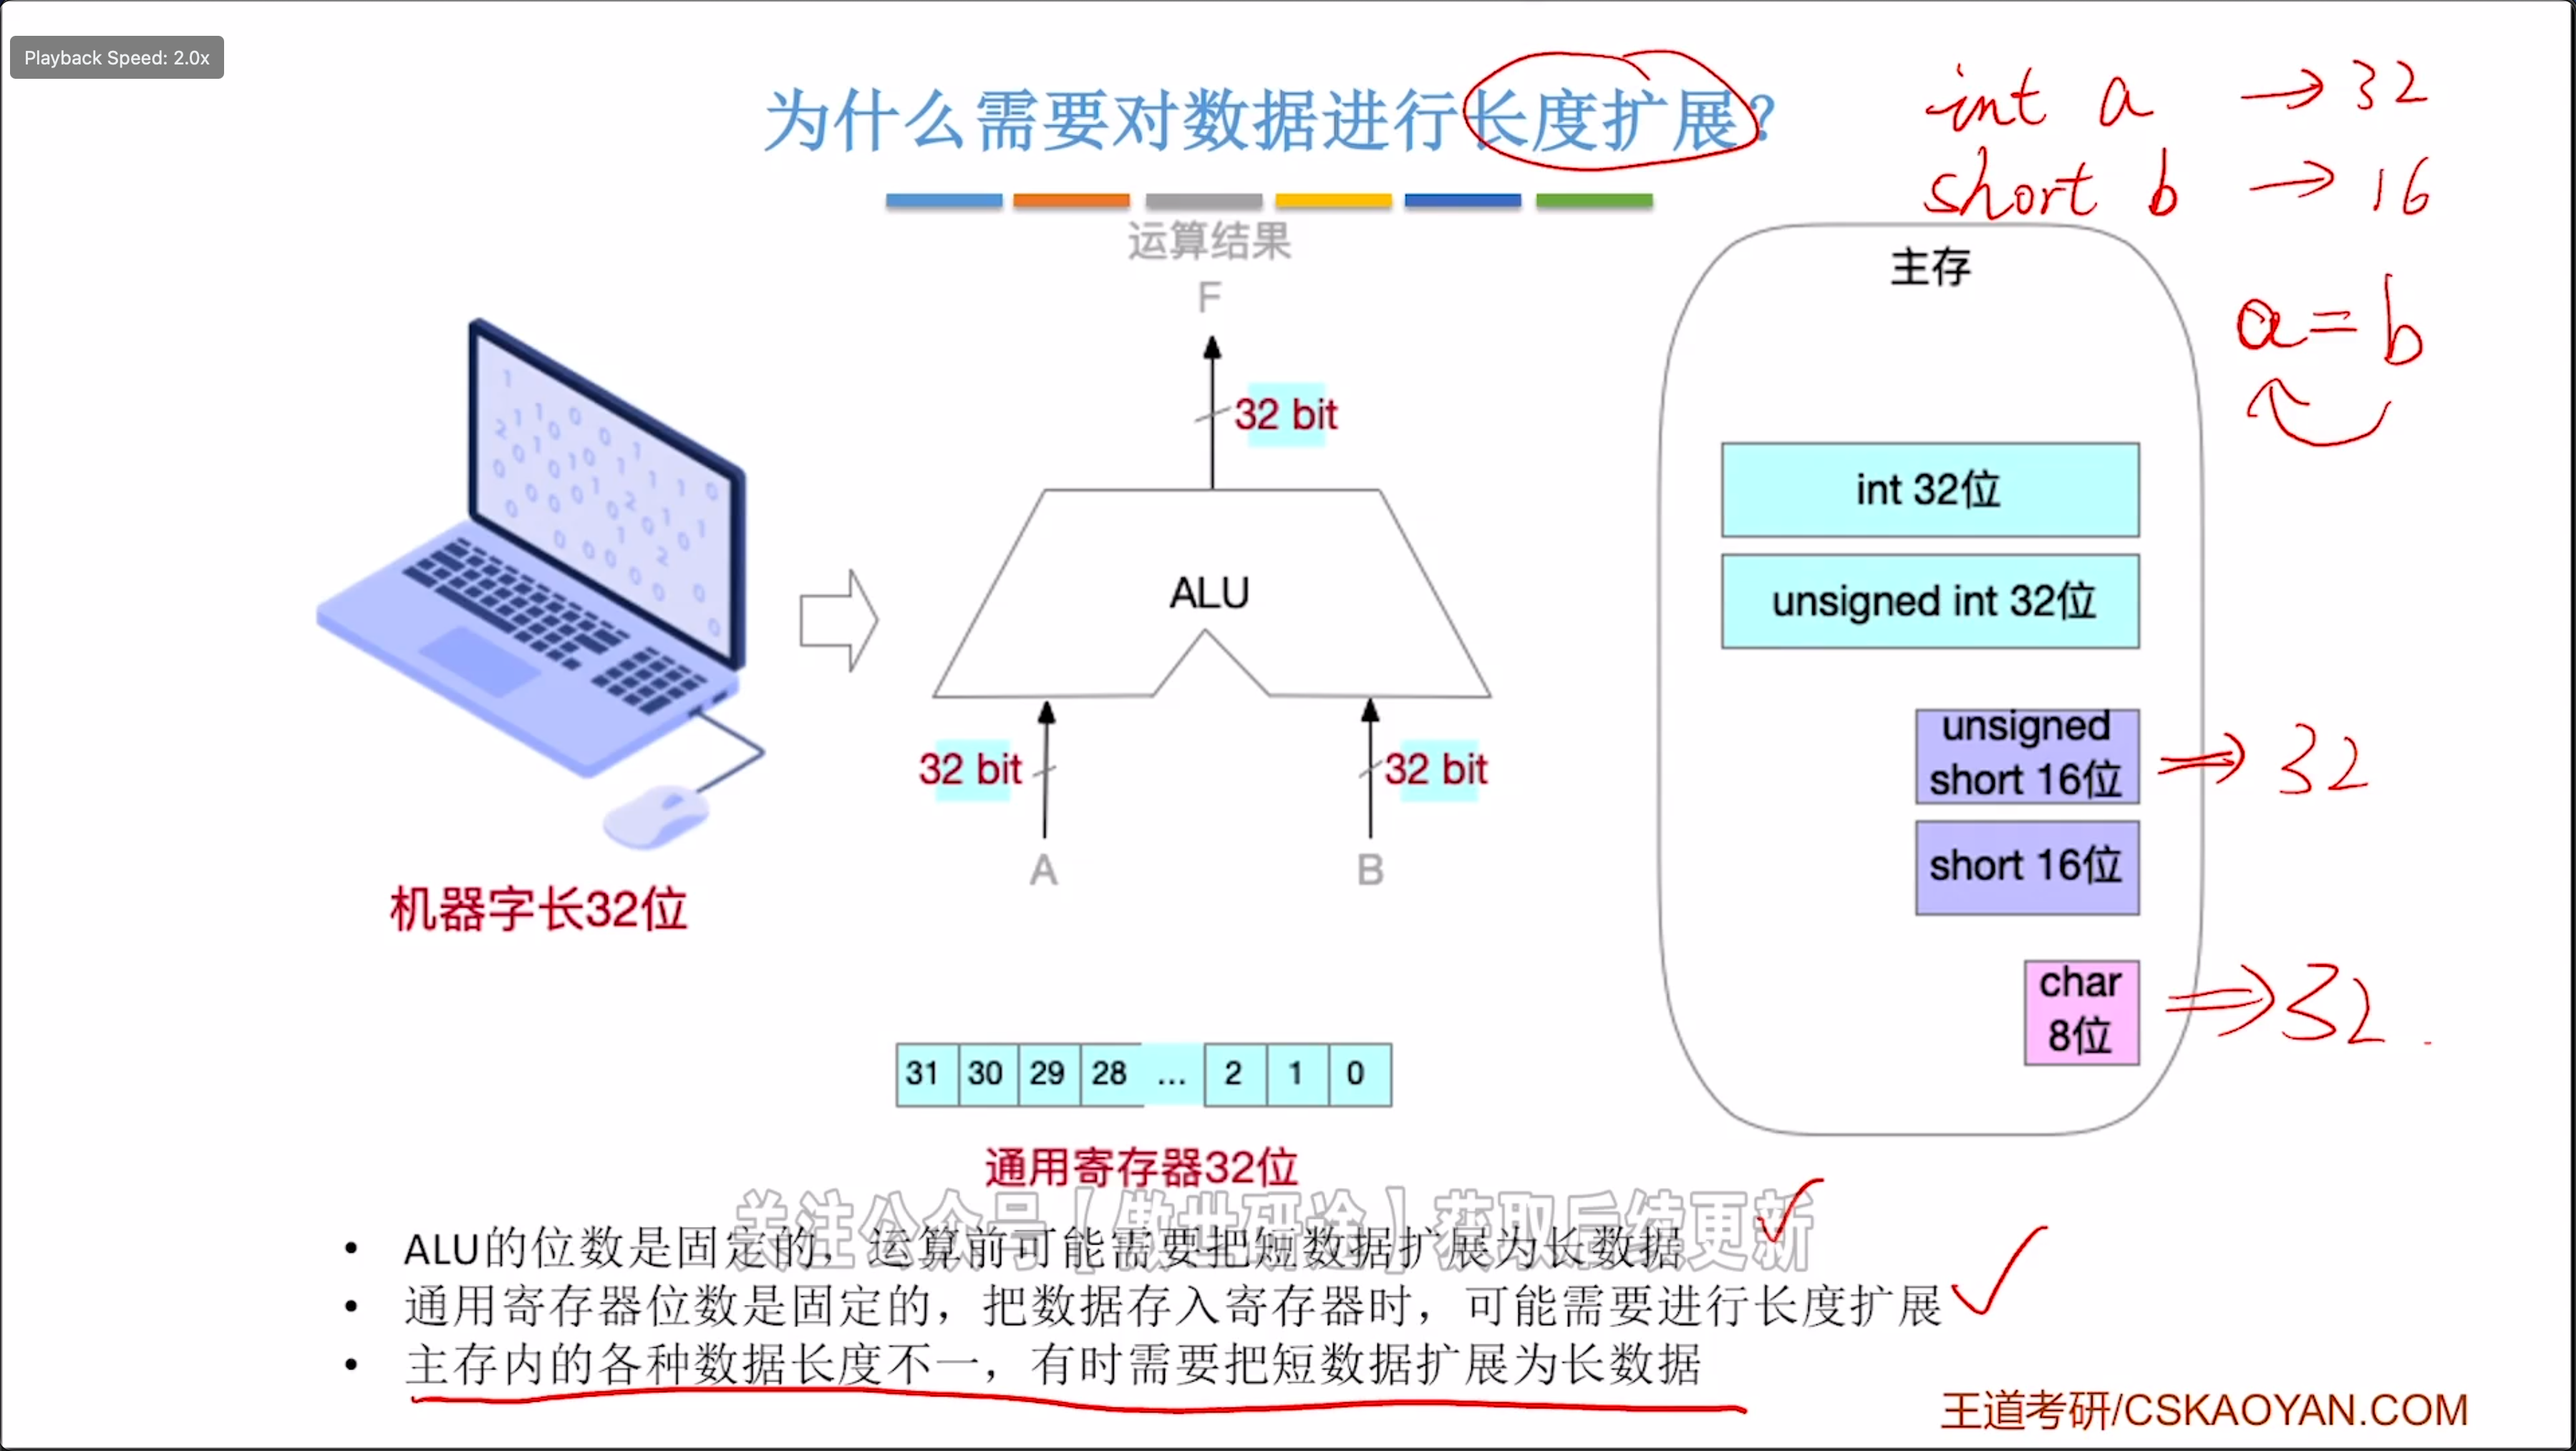 Playback Speed: 2.0x
为什么需要对数据进行长度扩展?
int a → 32
short b → 16
a = b
运算结果
F
32 bit
ALU
32 bit
32 bit
A
B
机器字长32位
31 30 29 28 ... 2 1 0
通用寄存器32位
主存
int 32位
unsigned int 32位
unsigned
short 16位
⇒ 32
short 16位
char
8位
⇒ 32
关注公众号【傲世研途】获取后续更新
• ALU的位数是固定的，运算前可能需要把短数据扩展为长数据
• 通用寄存器位数是固定的，把数据存入寄存器时，可能需要进行长度扩展
• 主存内的各种数据长度不一，有时需要把短数据扩展为长数据
王道考研/CSKAOYAN.COM